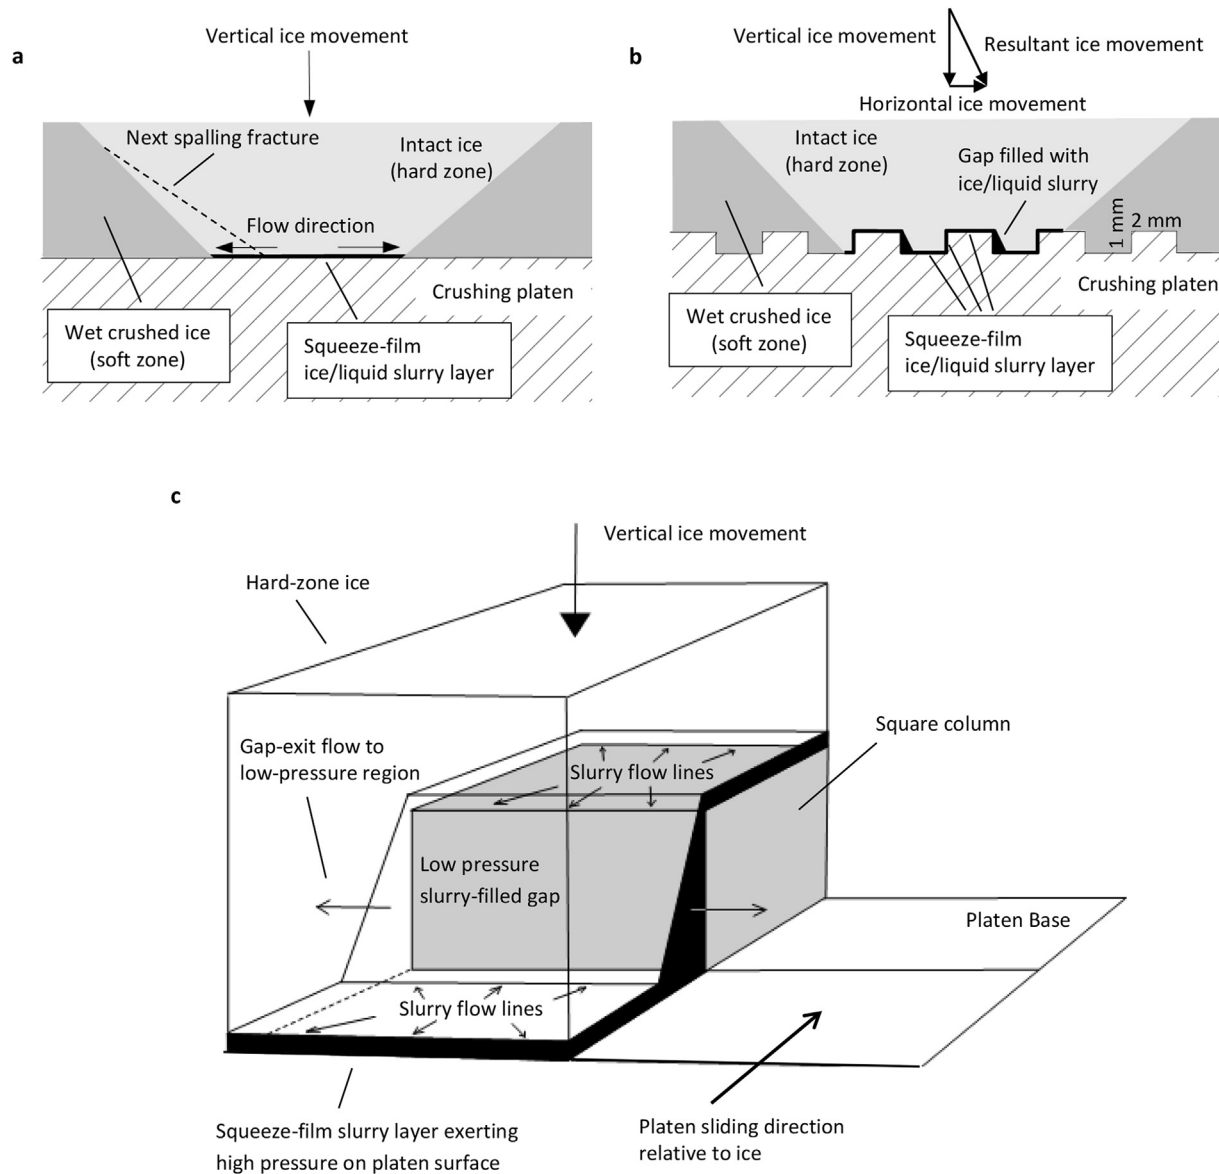 a
Vertical ice movement
Next spalling fracture
Intact ice
(hard zone)
Flow direction
Crushing platen
Wet crushed ice
(soft zone)
Squeeze-film
ice/liquid slurry layer
b
Vertical ice movement
Resultant ice movement
Horizontal ice movement
Intact ice
(hard zone)
Gap filled with
ice/liquid slurry
1 mm
2 mm
Crushing platen
Wet crushed ice
(soft zone)
Squeeze-film
ice/liquid slurry layer
c
Vertical ice movement
Hard-zone ice
Gap-exit flow to
low-pressure region
Square column
Slurry flow lines
Low pressure
slurry-filled gap
Platen Base
Slurry flow lines
Squeeze-film slurry layer exerting
high pressure on platen surface
Platen sliding direction
relative to ice